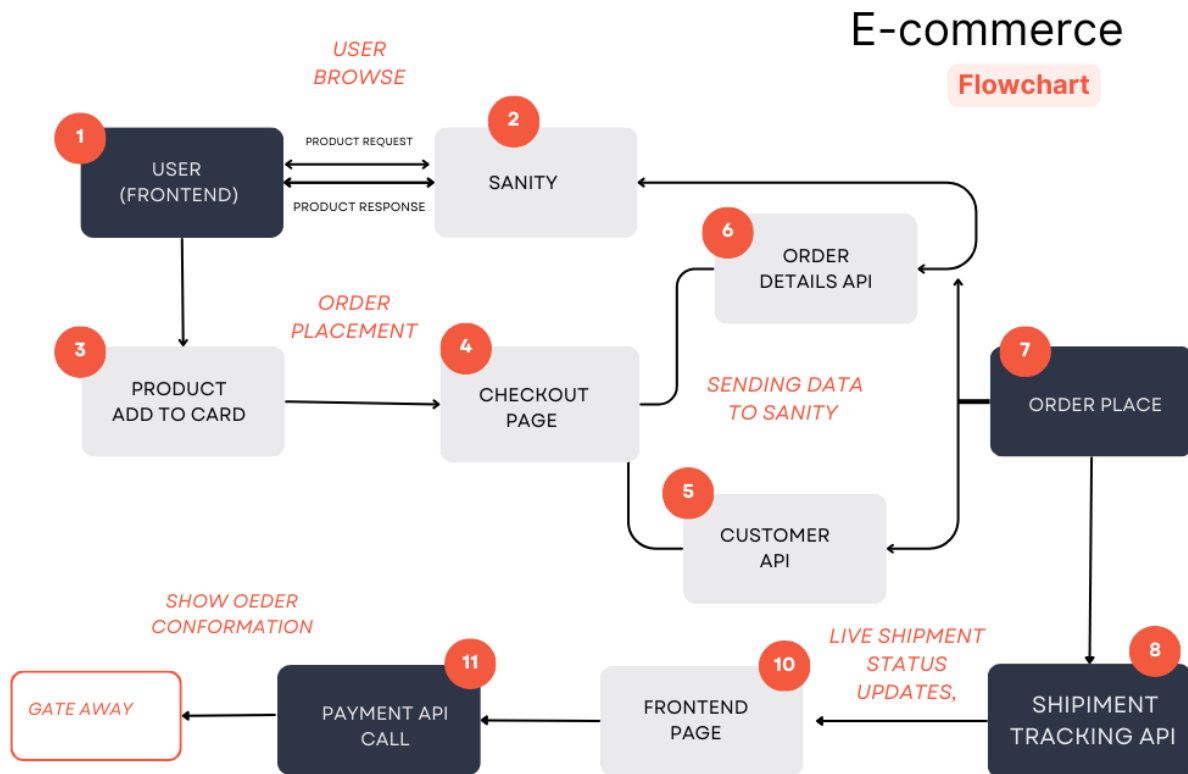 E-commerce
Flowchart
USER
BROWSE
1
USER
(FRONTEND)
PRODUCT REQUEST
PRODUCT RESPONSE
2
SANITY
6
ORDER
DETAILS API
ORDER
PLACEMENT
3
PRODUCT
ADD TO CARD
4
CHECKOUT
PAGE
SENDING DATA
TO SANITY
7
ORDER PLACE
5
CUSTOMER
API
SHOW OEDER
CONFORMATION
LIVE SHIPMENT
STATUS
UPDATES,
8
SHIPIMENT
TRACKING API
10
FRONTEND
PAGE
11
PAYMENT API
CALL
GATE AWAY